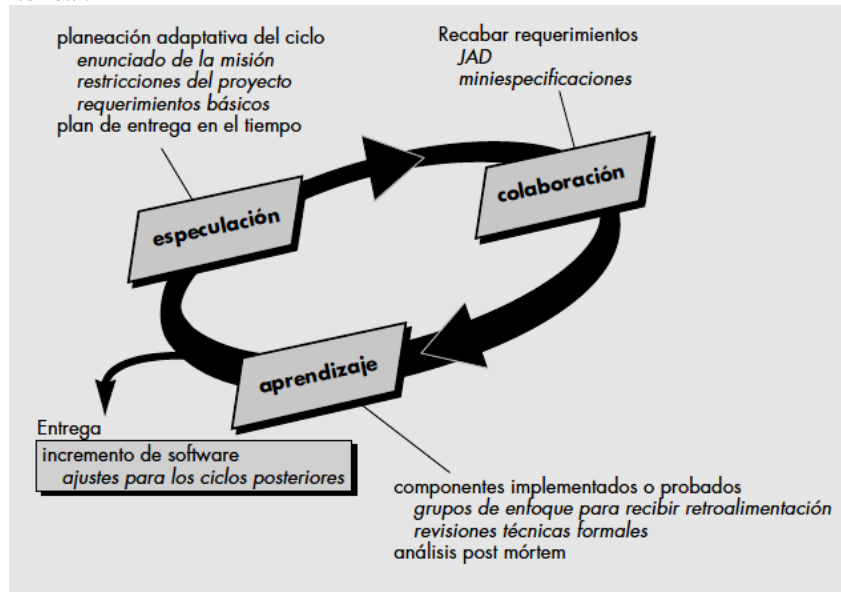 planeación adaptativa del ciclo
enunciado de la misión
restricciones del proyecto
requerimientos básicos
plan de entrega en el tiempo
Recabar requerimientos
JAD
miniespecificaciones
especulación
colaboración
aprendizaje
Entrega
incremento de software
ajustes para los ciclos posteriores
componentes implementados o probados
grupos de enfoque para recibir retroalimentación
revisiones técnicas formales
análisis post mórtem